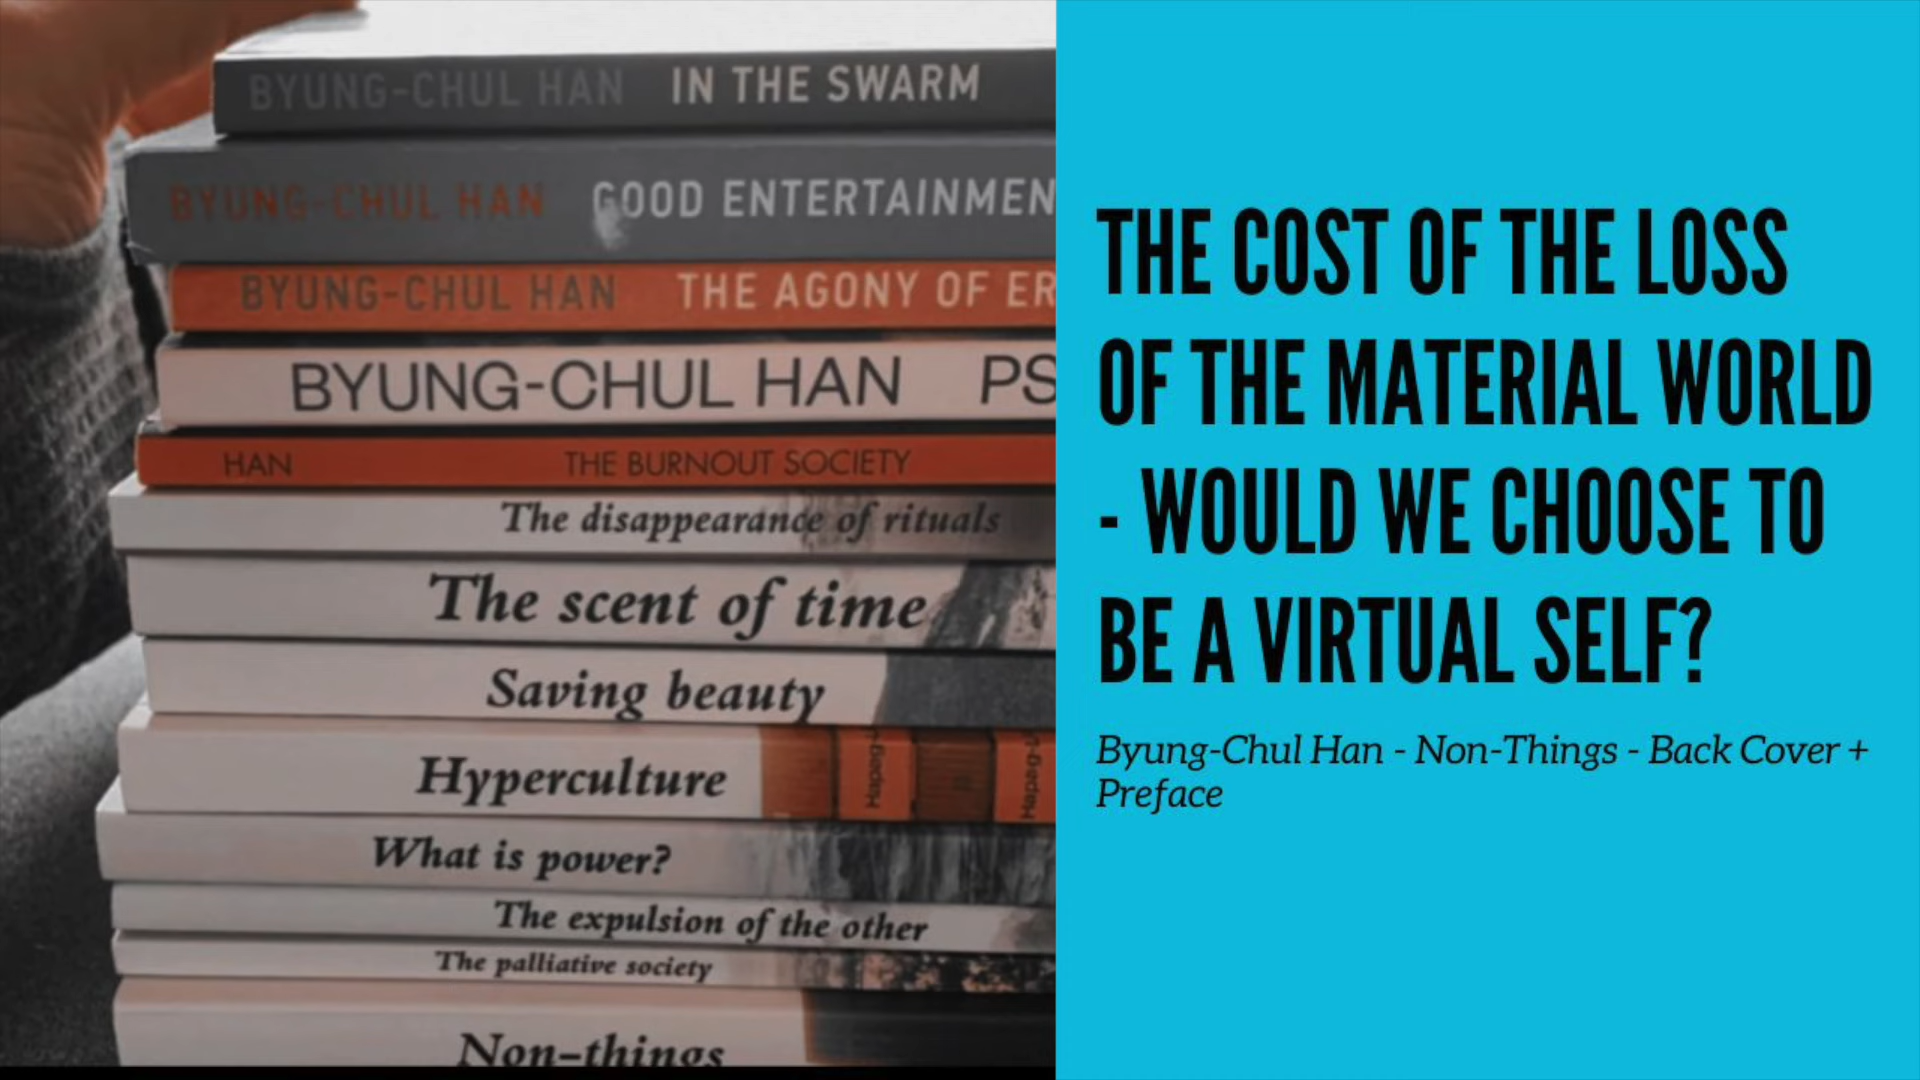 BYUNG-CHUL HAN IN THE SWARM
BYUNG-CHUL HAN GOOD ENTERTAINMEN
BYUNG-CHUL HAN THE AGONY OF ER
BYUNG-CHUL HAN PS
HAN THE BURNOUT SOCIETY
The disappearance of rituals
The scent of time
Saving beauty
Hyperculture
Hapag-L
Hapag-L
What is power?
The expulsion of the other
The palliative society
Non-things
THE COST OF THE LOSS
OF THE MATERIAL WORLD
- WOULD WE CHOOSE TO
BE A VIRTUAL SELF?
Byung-Chul Han - Non-Things - Back Cover +
Preface